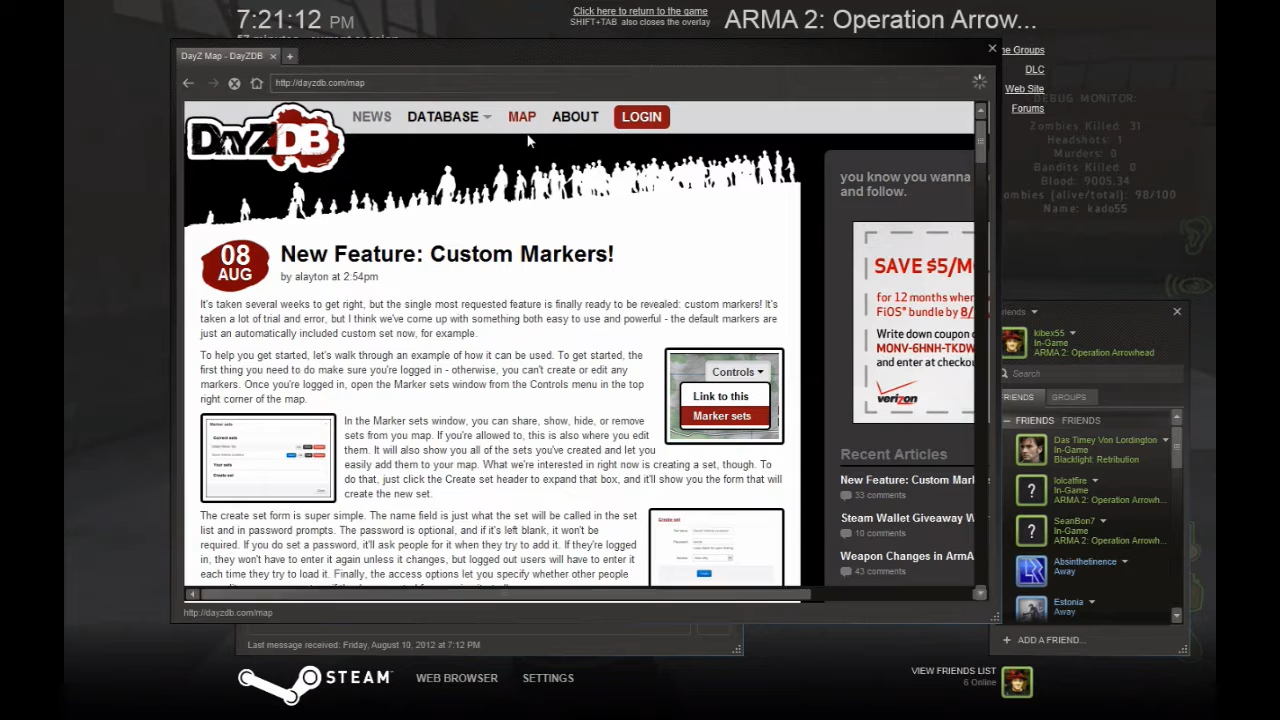 7:21:12 PM
Click here to return to the game
SHIFT+TAB also closes the overlay
ARMA 2: Operation Arrow...
57 minutes - current session
DayZ Map - DayZDB
http://dayzdb.com/map
DayZDB
NEWS
DATABASE
MAP
ABOUT
LOGIN
Groups
DLC
Web Site
Forums
DEBUG MONITOR:
Zombies Killed: 31
Headshots: 1
Murders: 0
Bandits Killed: 0
Blood: 9005.34
ombies (alive/total): 98/100
Name: kado55
you know you wanna
and follow.
08
AUG
New Feature: Custom Markers!
by alayton at 2:54pm
It's taken several weeks to get right, but the single most requested feature is finally ready to be revealed: custom markers! It's
taken a lot of trial and error, but I think we've come up with something both easy to use and powerful - the default markers are
just an automatically included custom set now, for example.
To help you get started, let's walk through an example of how it can be used. To get started, the
first thing you need to do make sure you're logged in - otherwise, you can't create or edit any
markers. Once you're logged in, open the Marker sets window from the Controls menu in the top
right corner of the map.
Controls
Link to this
Marker sets
Marker sets
Current sets
Your sets
Create set
In the Marker sets window, you can share, show, hide, or remove
sets from you map. If you're allowed to, this is also where you edit
them. It will also show you all of the sets you've created and let you
easily add them to your map. What we're interested in right now is creating a set, though. To
do that, just click the Create set header to expand that box, and it'll show you the form that will
create the new set.
The create set form is super simple. The name field is just what the set will be called in the set
list and in password prompts. The password is optional, and if it's left blank, it won't be
required. If you do set a password, it'll ask people for it when they try to add it. If they're logged
in, they won't have to enter it again unless it changes, but logged out users will have to enter it
each time they try to load it. Finally, the access options let you specify whether other people
Create set
SAVE $5/M
for 12 months when
FiOS® bundle by 8/
Write down coupon
MONV-6HNH-TKDW
and enter at checkou
verizon
Recent Articles
New Feature: Custom Mark
33 comments
Steam Wallet Giveaway W
10 comments
Weapon Changes in ArmA
43 comments
http://dayzdb.com/map
riends
kibex55
In-Game
ARMA 2: Operation Arrowhead
Search
RIENDS
GROUPS
FRIENDS FRIENDS
Das Timey Von Lordington
In-Game
Blacklight: Retribution
lolcatfire
In-Game
ARMA 2: Operation Arrowh...
SeanBon7
In-Game
ARMA 2: Operation Arrowh...
Absinthetinence
Away
Estonia
Away
ADD A FRIEND...
Last message received: Friday, August 10, 2012 at 7:12 PM
STEAM™
WEB BROWSER
SETTINGS
VIEW FRIENDS LIST
6 Online